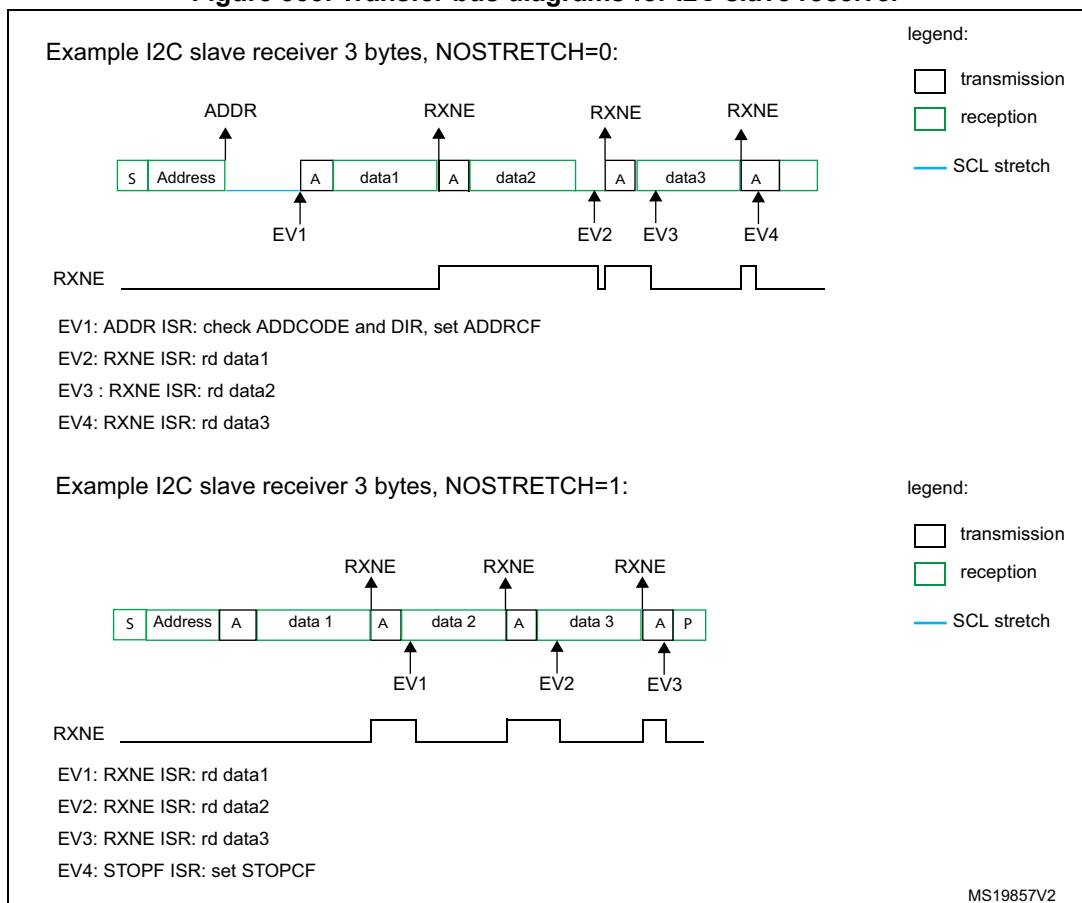 Example I2C slave receiver 3 bytes, NOSTRETCH=0:
legend:
transmission
reception
SCL stretch
ADDR RXNE RXNE RXNE
S Address A data1 A data2 A data3 A
EV1 EV2 EV3 EV4
RXNE
EV1: ADDR ISR: check ADDCODE and DIR, set ADDRCF
EV2: RXNE ISR: rd data1
EV3 : RXNE ISR: rd data2
EV4: RXNE ISR: rd data3
Example I2C slave receiver 3 bytes, NOSTRETCH=1:
legend:
transmission
reception
SCL stretch
RXNE RXNE RXNE
S Address A data 1 A data 2 A data 3 A P
EV1 EV2 EV3
RXNE
EV1: RXNE ISR: rd data1
EV2: RXNE ISR: rd data2
EV3: RXNE ISR: rd data3
EV4: STOPF ISR: set STOPCF
MS19857V2